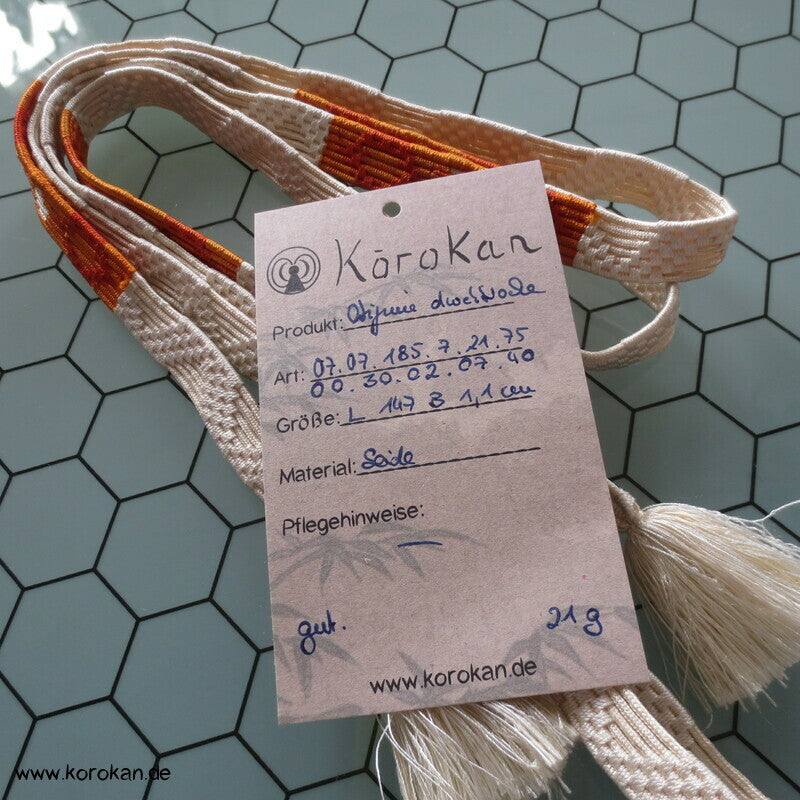 Kōrokan
Produkt: Obijime
Art: 07.07.185.7.21.75
00.30.02.07.40
Größe: L 147 B 1,1 cm
Material: Seide
Pflegehinweise:
—
gut. 21 g
www.korokan.de
www.korokan.de